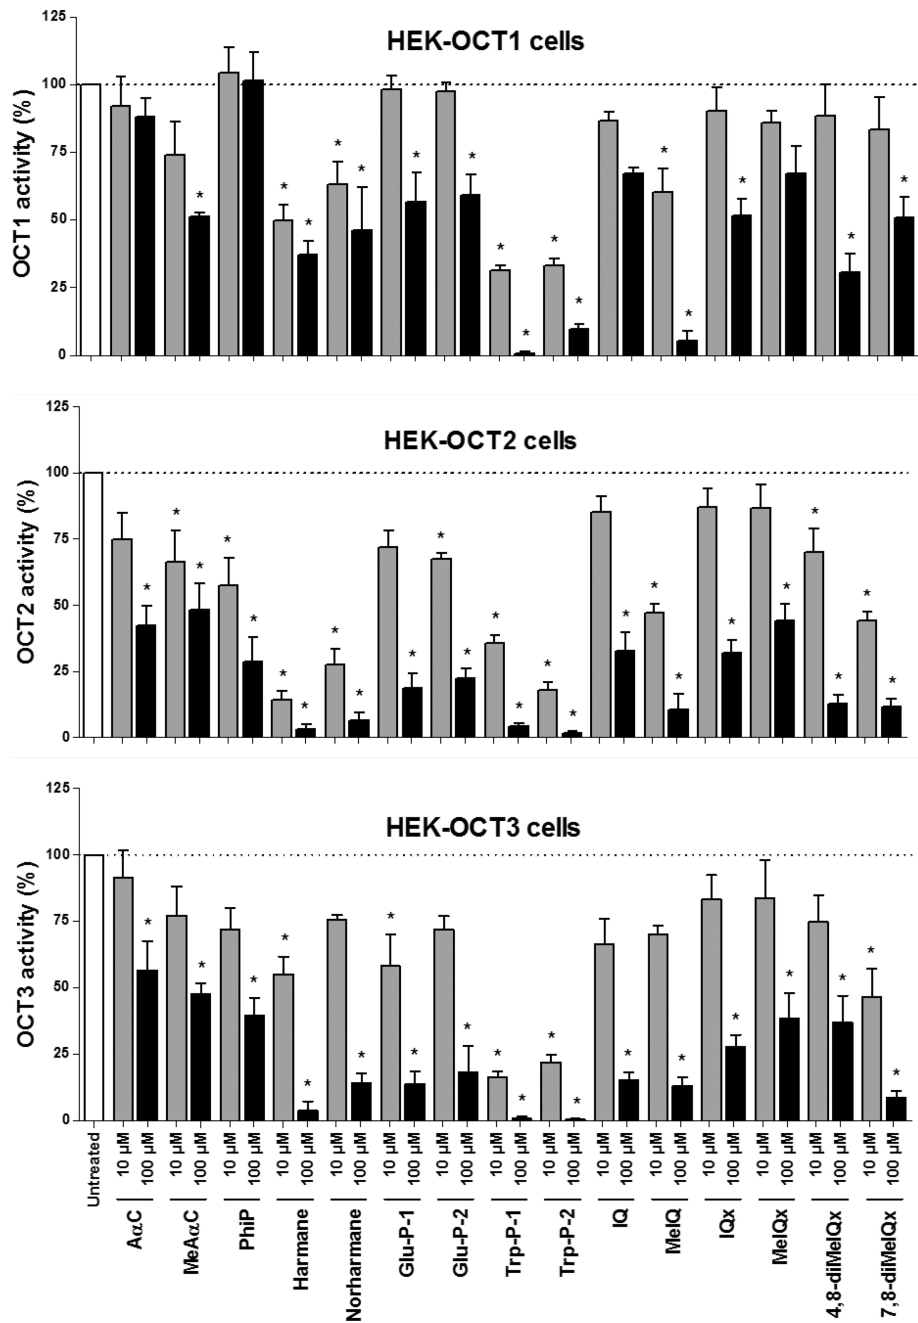 HEK-OCT1 cells
OCT1 activity (%)
125
100
75
50
25
0
* * * * * * * * * * * * * * * *
HEK-OCT2 cells
OCT2 activity (%)
125
100
75
50
25
0
* * * * * * * * * * * * * * * * * * * * * * * *
HEK-OCT3 cells
OCT3 activity (%)
125
100
75
50
25
0
* * * * * * * * * * * * * * * * * * * *
Untreated
10 µM 100 µM 10 µM 100 µM 10 µM 100 µM 10 µM 100 µM 10 µM 100 µM 10 µM 100 µM 10 µM 100 µM 10 µM 100 µM 10 µM 100 µM 10 µM 100 µM 10 µM 100 µM 10 µM 100 µM 10 µM 100 µM 10 µM 100 µM 10 µM 100 µM
AαC
MeAαC
PhiP
Harmane
Norharmane
Glu-P-1
Glu-P-2
Trp-P-1
Trp-P-2
IQ
MeIQ
IQx
MeIQx
4,8-diMeIQx
7,8-diMeIQx